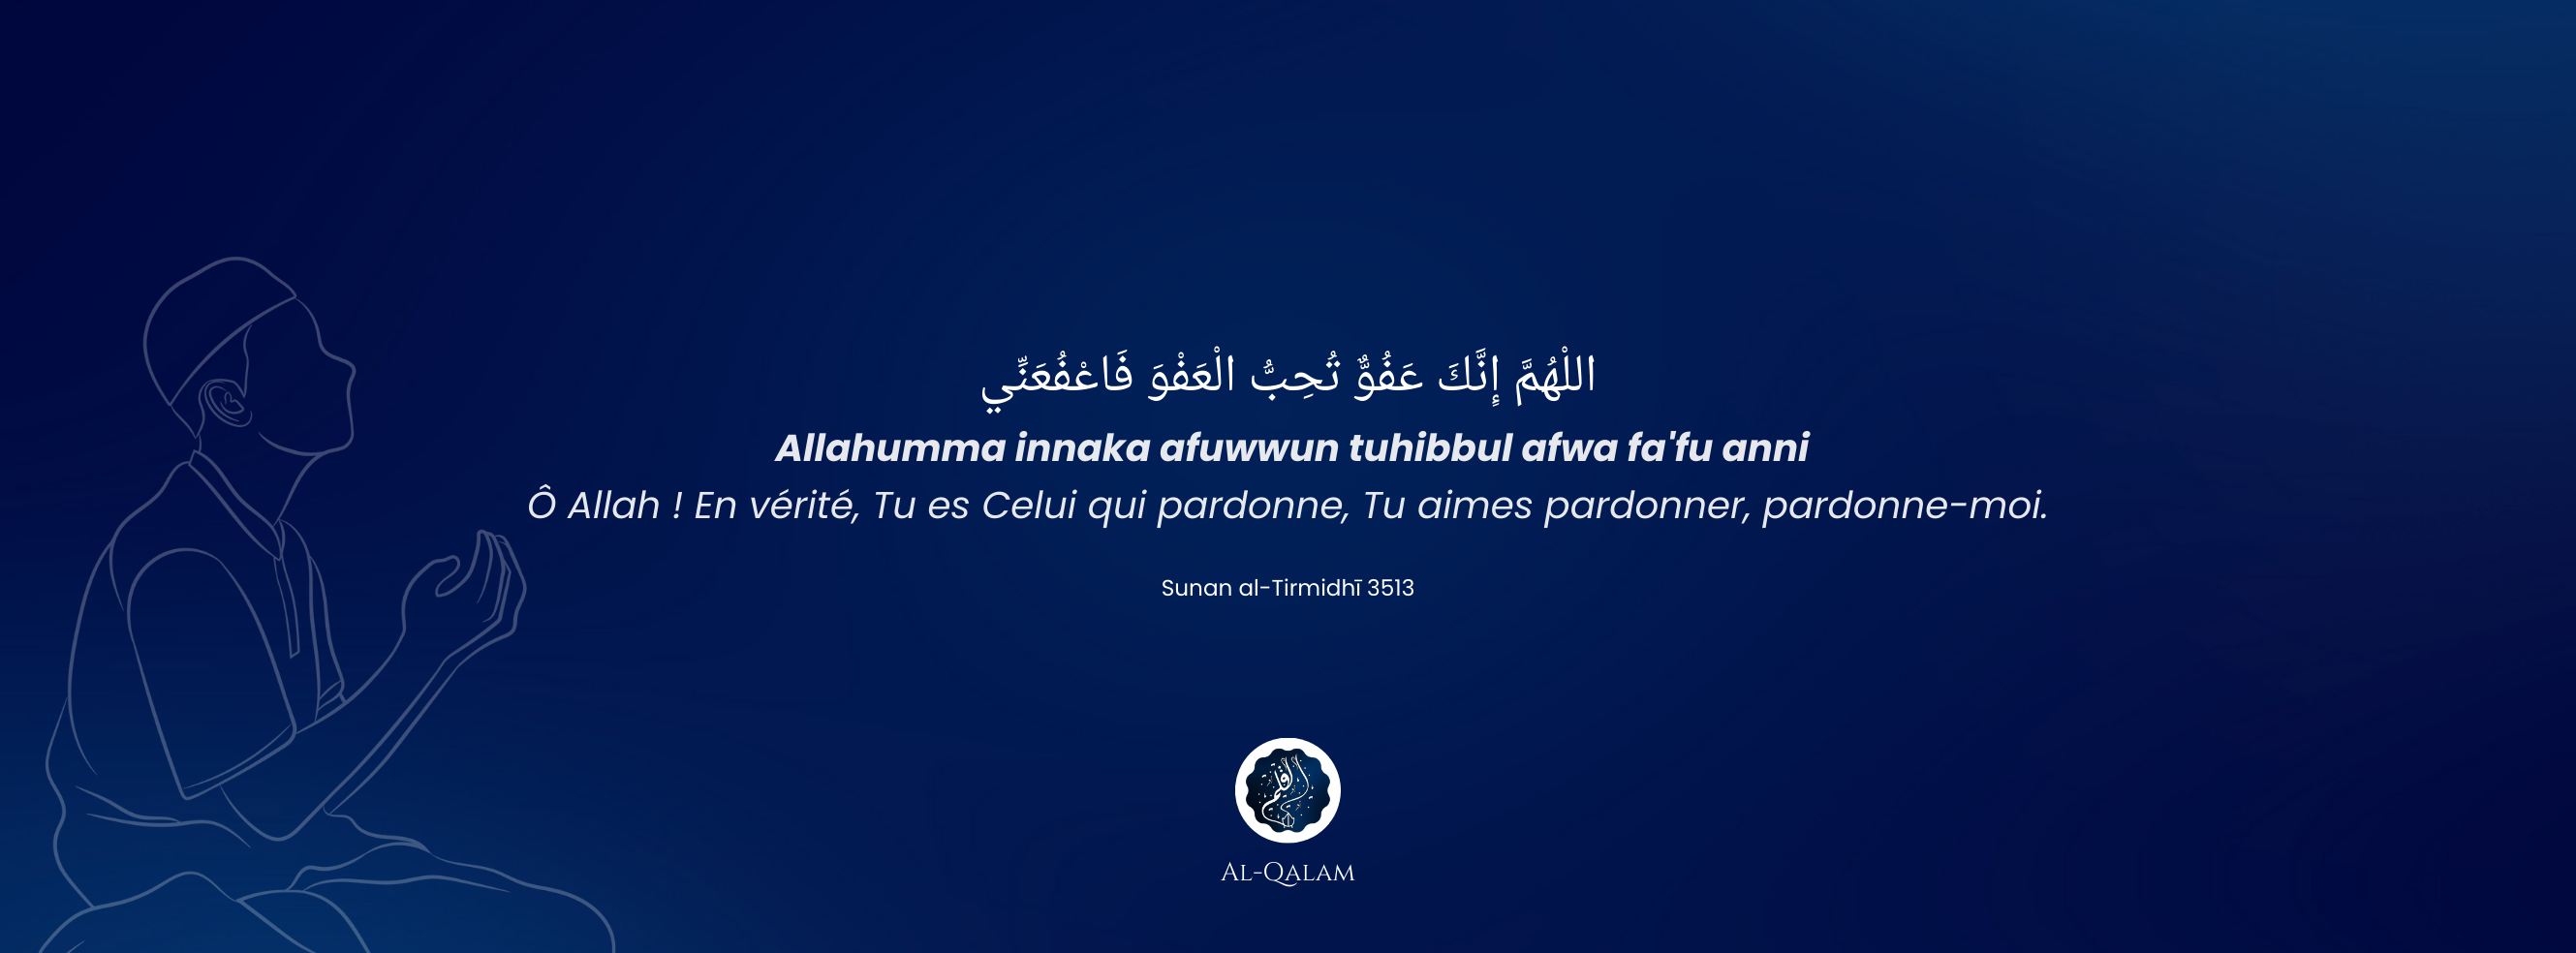 اللْهُمَّ إِنَّكَ عَفُوٌّ تُحِبُّ الْعَفْوَ فَاعْفُعَنِّي
Allahumma innaka afuwwun tuhibbul afwa fa'fu anni
Ô Allah ! En vérité, Tu es Celui qui pardonne, Tu aimes pardonner, pardonne-moi.
Sunan al-Tirmidhī 3513
القلم
AL-QALAM